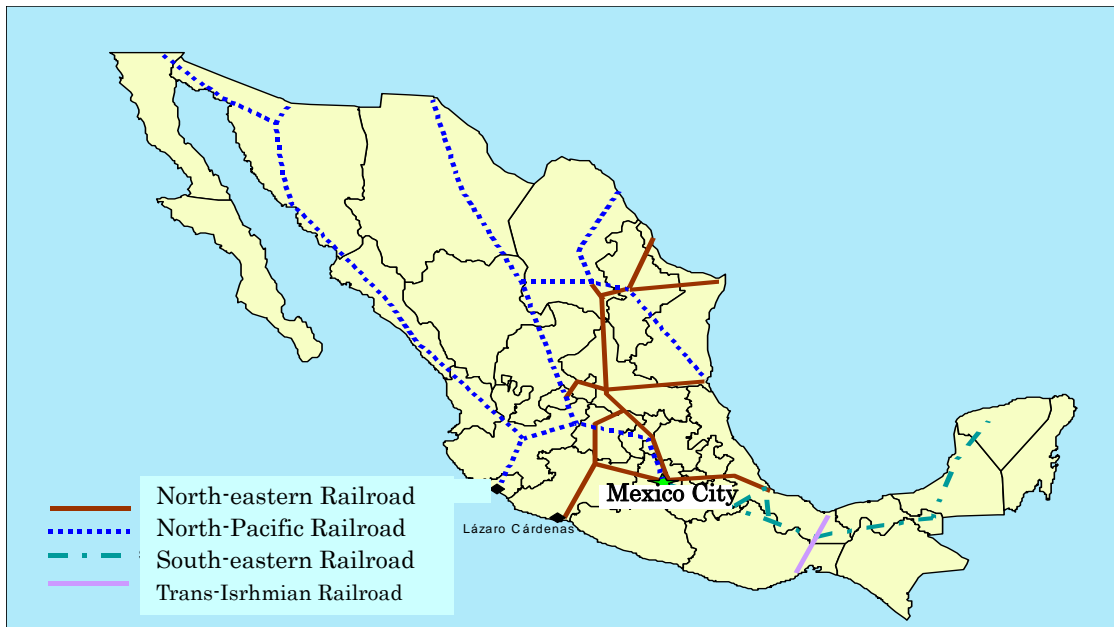 Mexico City
Lázaro Cárdenas
North-eastern Railroad
North-Pacific Railroad
South-eastern Railroad
Trans-Isrhmian Railroad